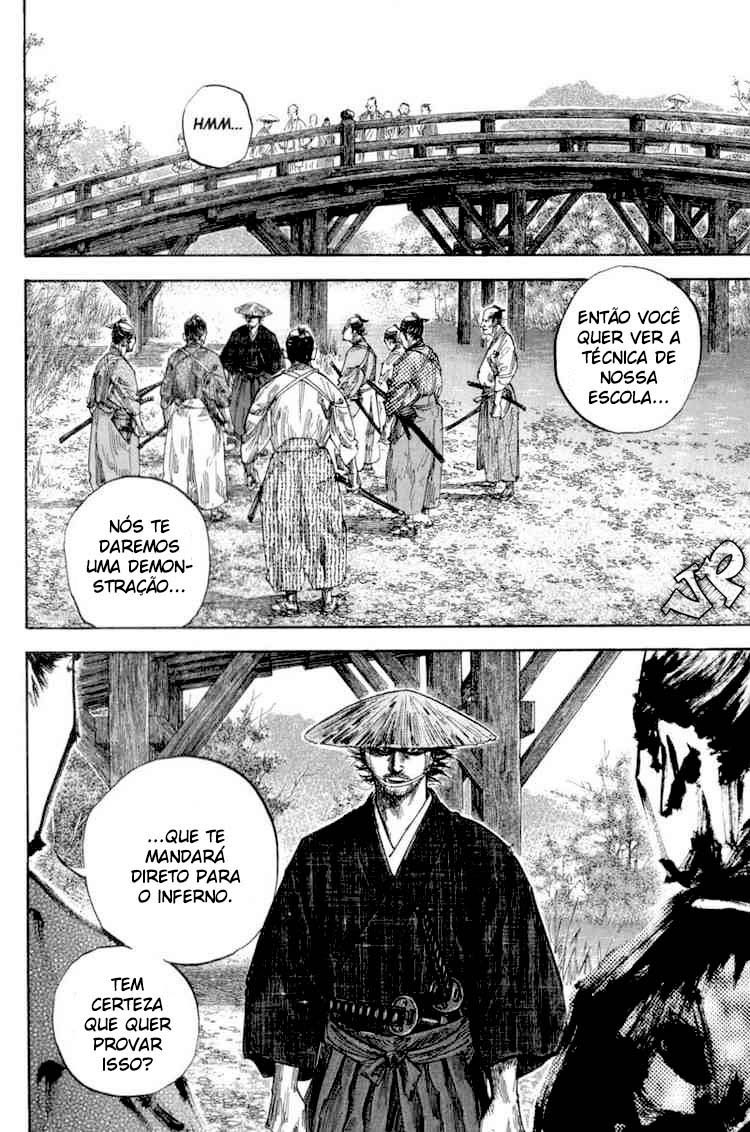 HMM...
ENTÃO VOCÊ
QUER VER A
TÉCNICA DE
NOSSA
ESCOLA...
NÓS TE
DAREMOS
UMA DEMON-
STRAÇÃO...
VP
...QUE TE
MANDARÁ
DIRETO PARA
O INFERNO.
TEM
CERTEZA
QUE QUER
PROVAR
ISSO?